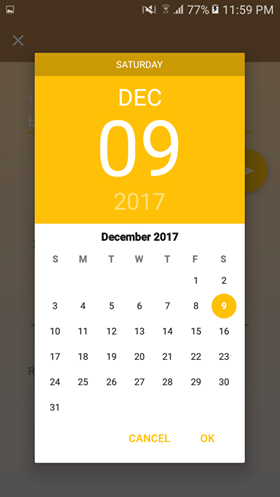 77% 11:59 PM
SATURDAY
DEC
09
2017
December 2017
S M T W T F S
1 2
3 4 5 6 7 8 9
10 11 12 13 14 15 16
17 18 19 20 21 22 23
24 25 26 27 28 29 30
31
CANCEL OK